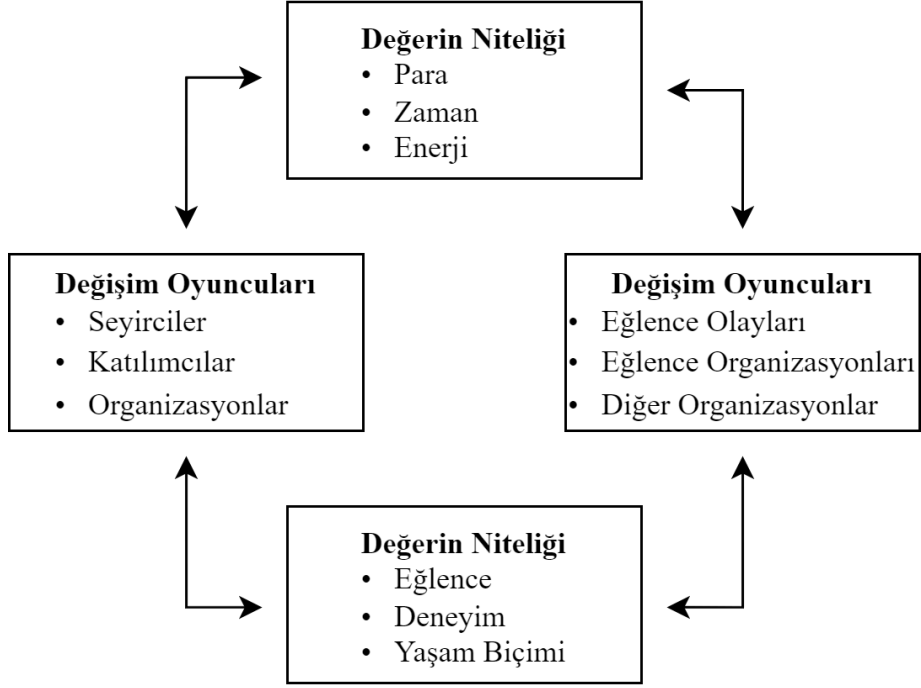 Değerin Niteliği
• Para
• Zaman
• Enerji
Değişim Oyuncuları
• Seyirciler
• Katılımcılar
• Organizasyonlar
Değişim Oyuncuları
• Eğlence Olayları
• Eğlence Organizasyonları
• Diğer Organizasyonlar
Değerin Niteliği
• Eğlence
• Deneyim
• Yaşam Biçimi